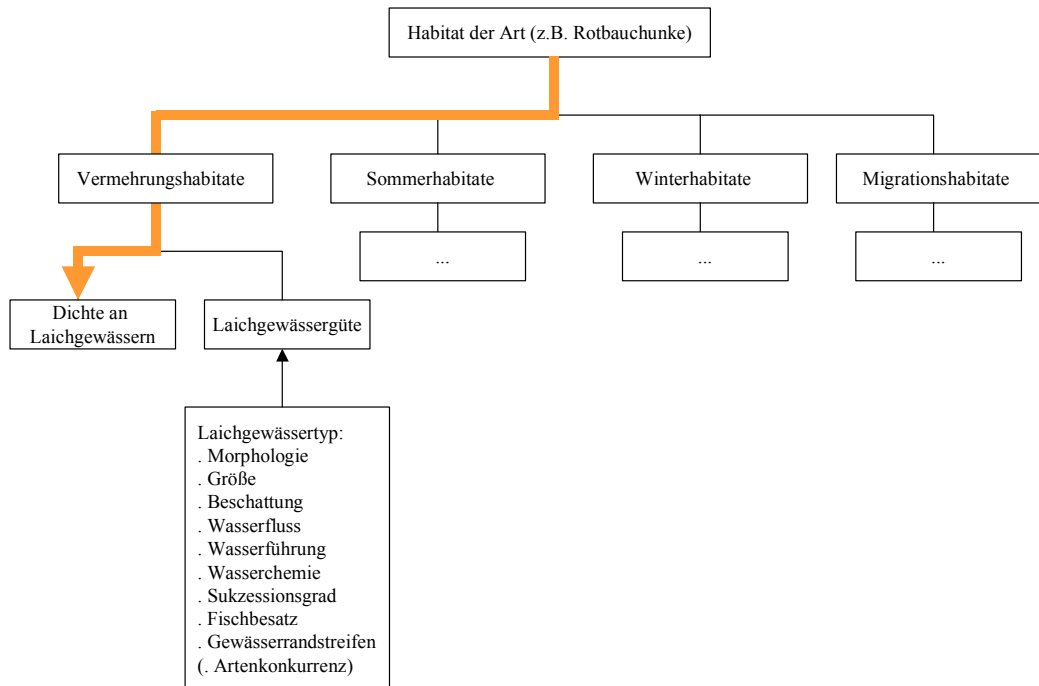 Habitat der Art (z.B. Rotbauchunke)
Vermehrungshabitate
Sommerhabitate
Winterhabitate
Migrationshabitate
...
...
...
Dichte an
Laichgewässern
Laichgewässergüte
Laichgewässertyp:
. Morphologie
. Größe
. Beschattung
. Wasserfluss
. Wasserführung
. Wasserchemie
. Sukzessionsgrad
. Fischbesatz
. Gewässerrandstreifen
(. Artenkonkurrenz)